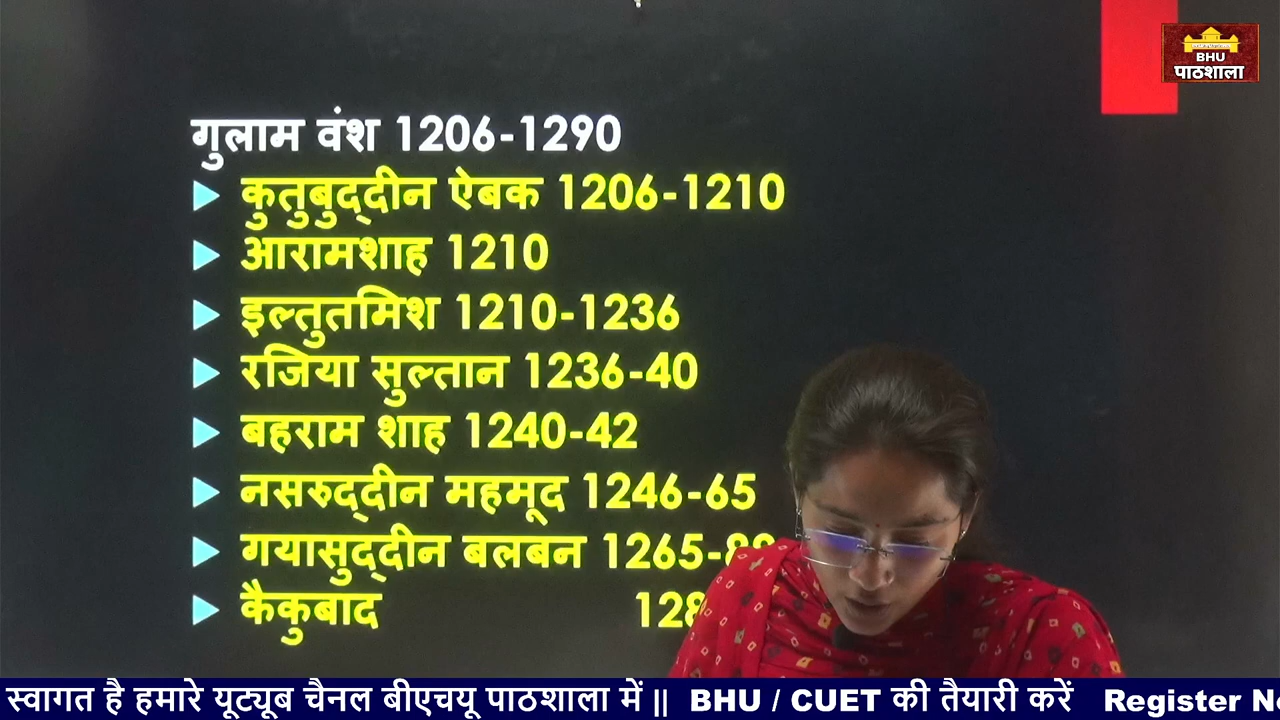 BHU
पाठशाला
गुलाम वंश 1206-1290
कुतुबुद्दीन ऐबक 1206-1210
आरामशाह 1210
इल्तुतमिश 1210-1236
रजिया सुल्तान 1236-40
बहराम शाह 1240-42
नसरुद्दीन महमूद 1246-65
गयासुद्दीन बलबन 1265-
कैकुबाद
स्वागत है हमारे यूट्यूब चैनल बीएचयू पाठशाला में || BHU / CUET की तैयारी करें Register